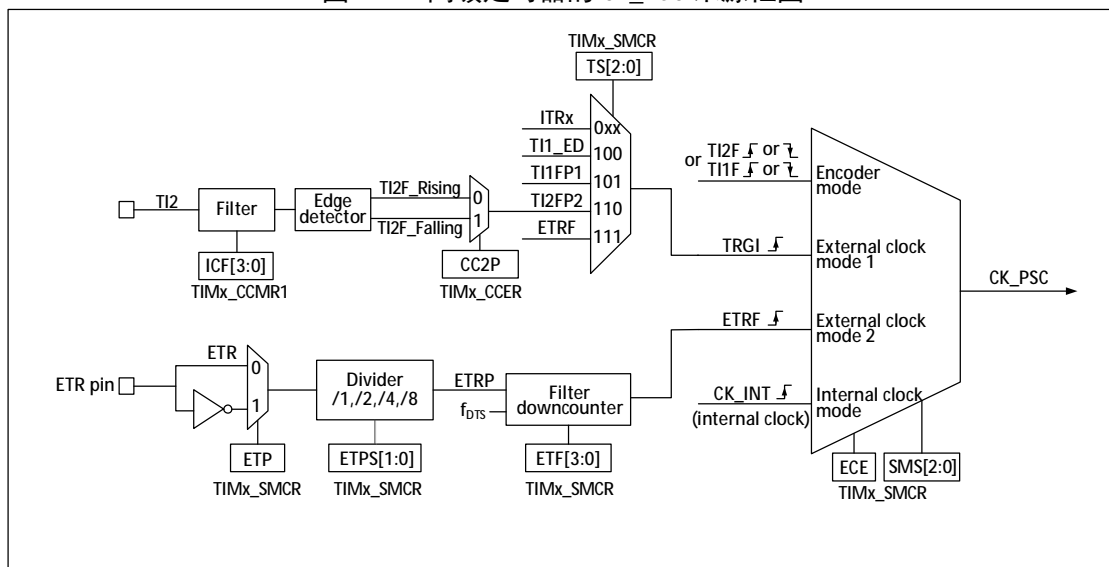 TIMx_SMCR
TS[2:0]
ITRx
0xx
TI1_ED
100
TI1FP1
101
TI2FP2
110
ETRF
111
TI2
Filter
Edge
detector
TI2F_Rising
TI2F_Falling
0
1
ICF[3:0]
TIMx_CCMR1
CC2P
TIMx_CCER
or TI2F or
TI1F or
Encoder
mode
TRGI
External clock
mode 1
CK_PSC
ETRF
External clock
mode 2
CK_INT
(internal clock)
Internal clock
mode
ETR pin
ETR
0
1
Divider
/1,/2,/4,/8
ETRP
fDTS
Filter
downcounter
ETP
TIMx_SMCR
ETPS[1:0]
TIMx_SMCR
ETF[3:0]
TIMx_SMCR
ECE
SMS[2:0]
TIMx_SMCR